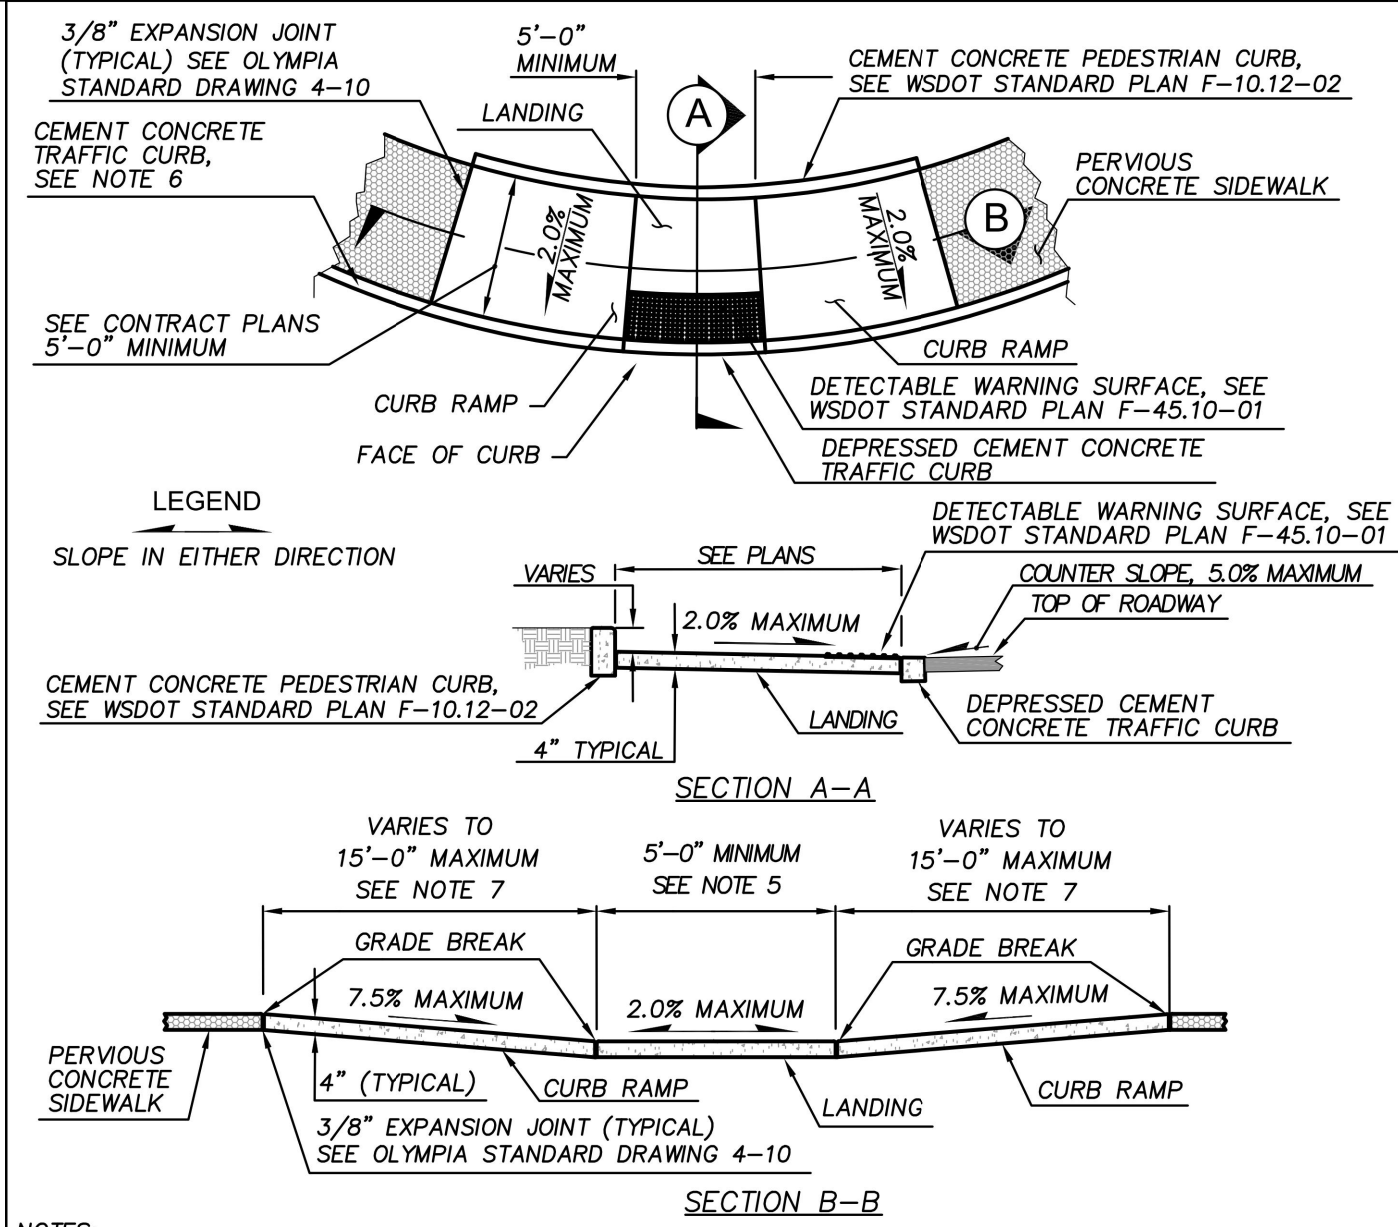 3/8" EXPANSION JOINT
(TYPICAL) SEE OLYMPIA
STANDARD DRAWING 4-10
5'-0"
MINIMUM
CEMENT CONCRETE PEDESTRIAN CURB,
SEE WSDOT STANDARD PLAN F-10.12-02
LANDING
A
CEMENT CONCRETE
TRAFFIC CURB,
SEE NOTE 6
PERVIOUS
CONCRETE SIDEWALK
B
2.0%
MAXIMUM
2.0%
MAXIMUM
SEE CONTRACT PLANS
5'-0" MINIMUM
CURB RAMP
CURB RAMP
DETECTABLE WARNING SURFACE, SEE
WSDOT STANDARD PLAN F-45.10-01
FACE OF CURB
DEPRESSED CEMENT CONCRETE
TRAFFIC CURB
LEGEND
SLOPE IN EITHER DIRECTION
DETECTABLE WARNING SURFACE, SEE
WSDOT STANDARD PLAN F-45.10-01
SEE PLANS
VARIES
COUNTER SLOPE, 5.0% MAXIMUM
TOP OF ROADWAY
2.0% MAXIMUM
CEMENT CONCRETE PEDESTRIAN CURB,
SEE WSDOT STANDARD PLAN F-10.12-02
LANDING
DEPRESSED CEMENT
CONCRETE TRAFFIC CURB
4" TYPICAL
SECTION A-A
VARIES TO
15'-0" MAXIMUM
SEE NOTE 7
5'-0" MINIMUM
SEE NOTE 5
VARIES TO
15'-0" MAXIMUM
SEE NOTE 7
GRADE BREAK
GRADE BREAK
7.5% MAXIMUM
2.0% MAXIMUM
7.5% MAXIMUM
PERVIOUS
CONCRETE
SIDEWALK
4" (TYPICAL)
CURB RAMP
LANDING
CURB RAMP
3/8" EXPANSION JOINT (TYPICAL)
SEE OLYMPIA STANDARD DRAWING 4-10
SECTION B-B